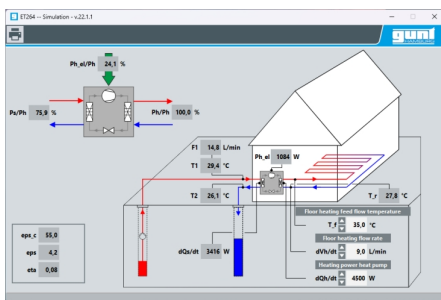 ET264 --- Simulation - v.22.1.1
gunt
Ph_el/Ph 24,1 %
Ps/Ph 75,9 %
Ph/Ph 100,0 %
F1 14,8 L/min
T1 29,4 °C
Ph_el 1084 W
T2 26,1 °C
T_r 27,8 °C
Floor heating feed flow temperature
T_f 35,0 °C
Floor heating flow rate
dVh/dt 9,0 L/min
Heating power heat pump
dQh/dt 4500 W
dQs/dt 3416 W
eps_c 55,0
eps 4,2
eta 0,08